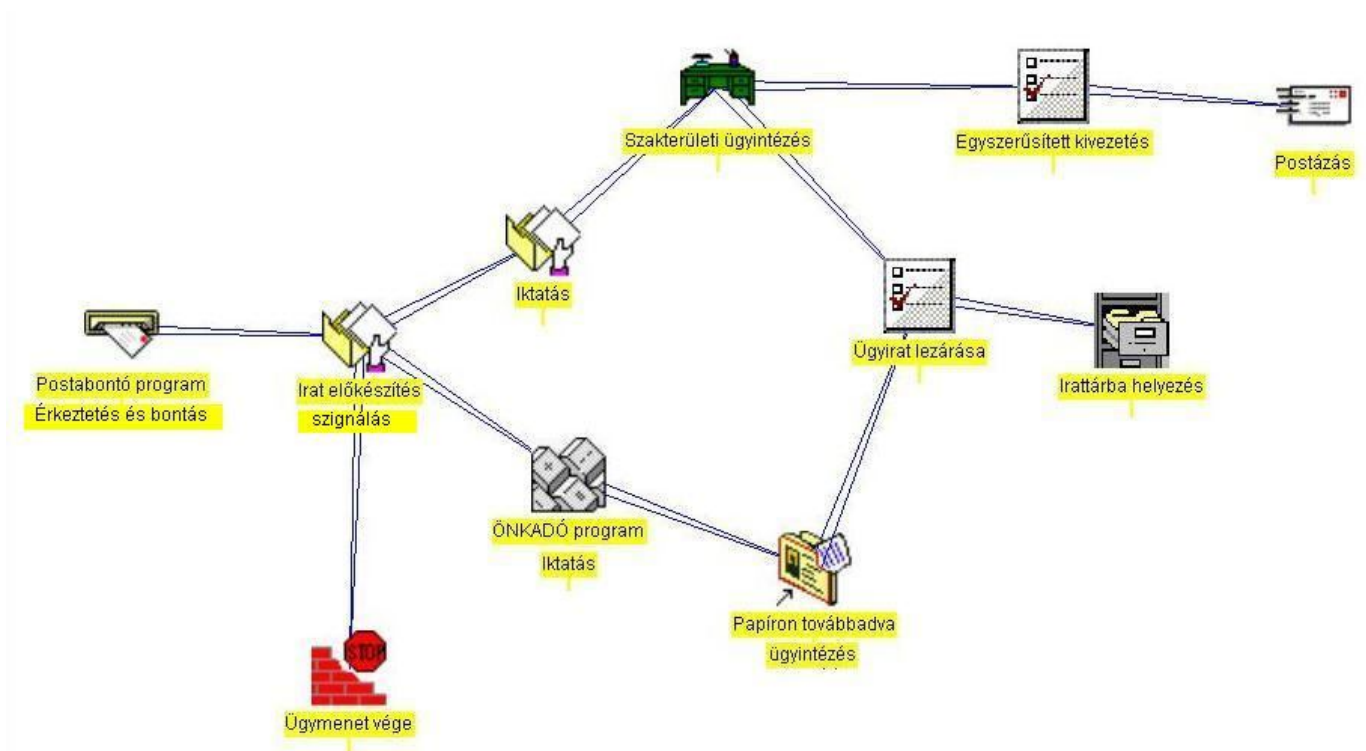 Szakterületi ügyintézés
Egyszerűsített kivezetés
Postázás
Iktatás
Ügyirat lezárása
Irattárba helyezés
Postabontó program
Érkeztetés és bontás
Irat előkészítés
szignálás
ÖNKADÓ program
Iktatás
Papíron továbbadva
ügyintézés
STOP
Ügymenet vége